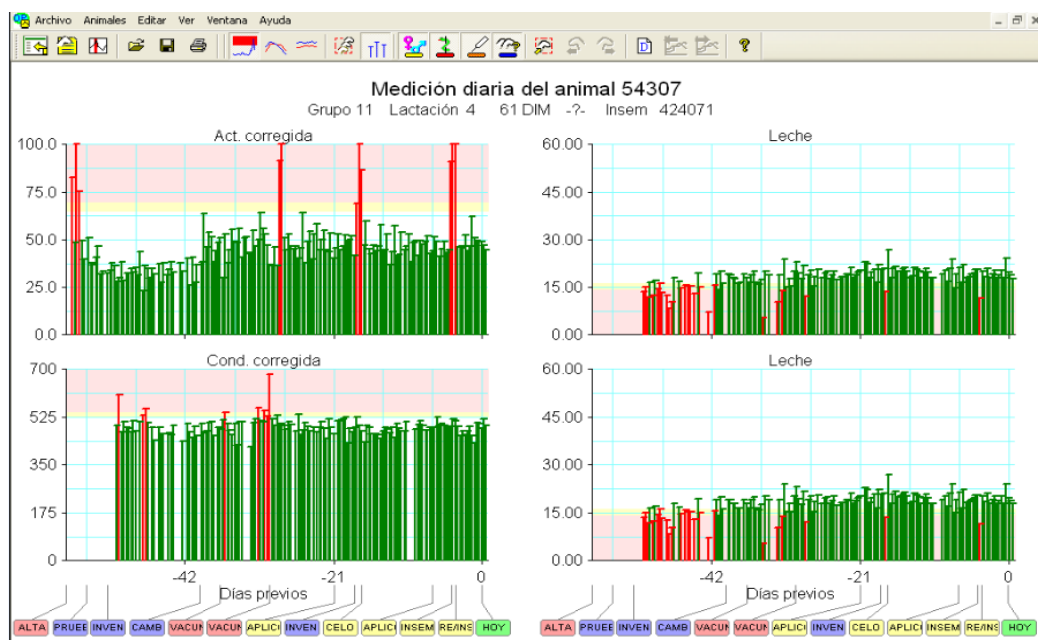 Archivo Animales Editar Ver Ventana Ayuda
Medición diaria del animal 54307
Grupo 11 Lactación 4 61 DIM -?- Insem 424071
Act. corregida
100.0
75.0
50.0
25.0
0.0
Leche
60.00
45.00
30.00
15.00
0.00
Cond. corregida
700
525
350
175
0
-42 -21 0
Días previos
Leche
60.00
45.00
30.00
15.00
0.00
-42 -21 0
Días previos
ALTA PRUEE INVEN CAMB VACUN VACUN APLICI INVEN CELO APLICI INSEM RE/INS HOY
ALTA PRUEE INVEN CAMB VACUN VACUN APLICI INVEN CELO APLICI INSEM RE/INS HOY